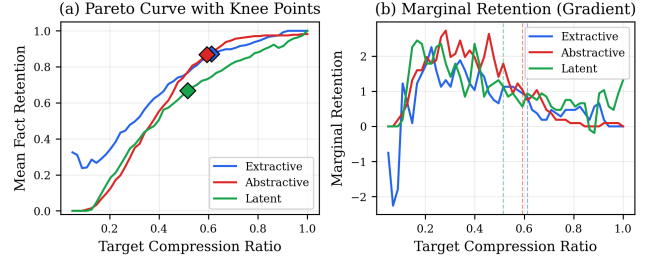 (a) Pareto Curve with Knee Points
Mean Fact Retention
1.0
0.8
0.6
0.4
0.2
0.0
Extractive
Abstractive
Latent
0.2 0.4 0.6 0.8 1.0
Target Compression Ratio
(b) Marginal Retention (Gradient)
Marginal Retention
2
1
0
−1
−2
Extractive
Abstractive
Latent
0.2 0.4 0.6 0.8 1.0
Target Compression Ratio